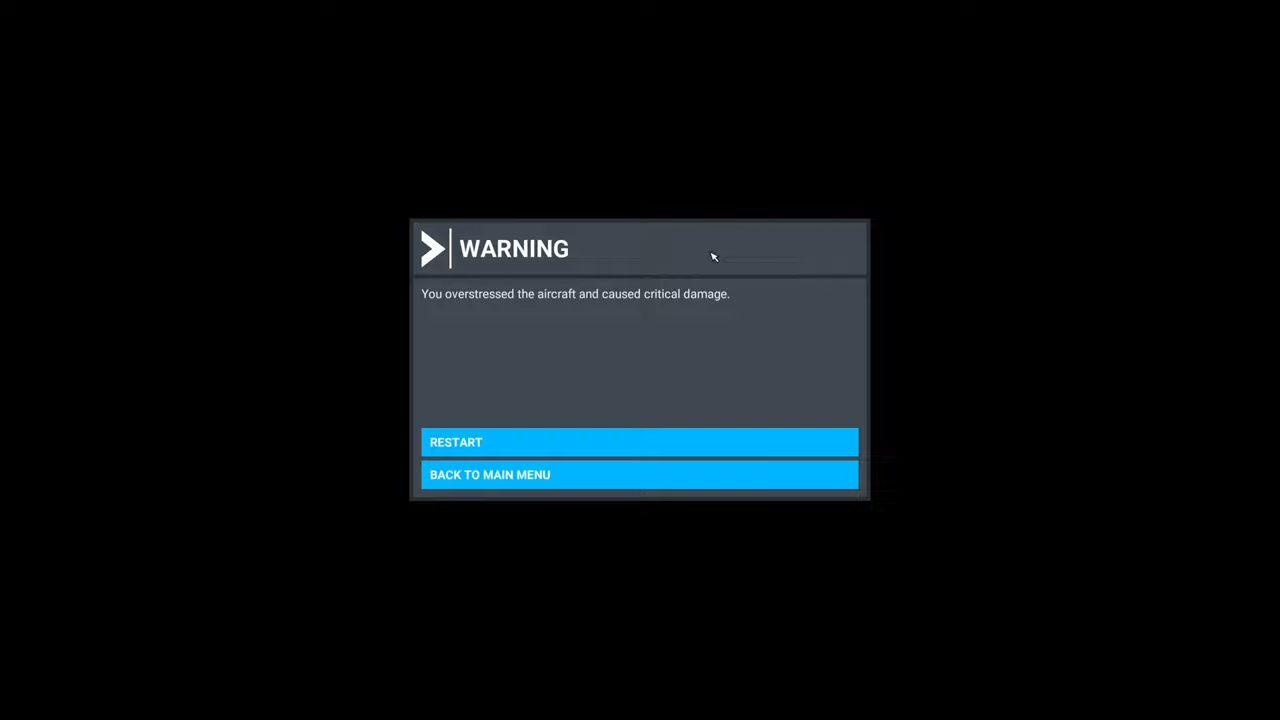 WARNING
You overstressed the aircraft and caused critical damage.
RESTART
BACK TO MAIN MENU